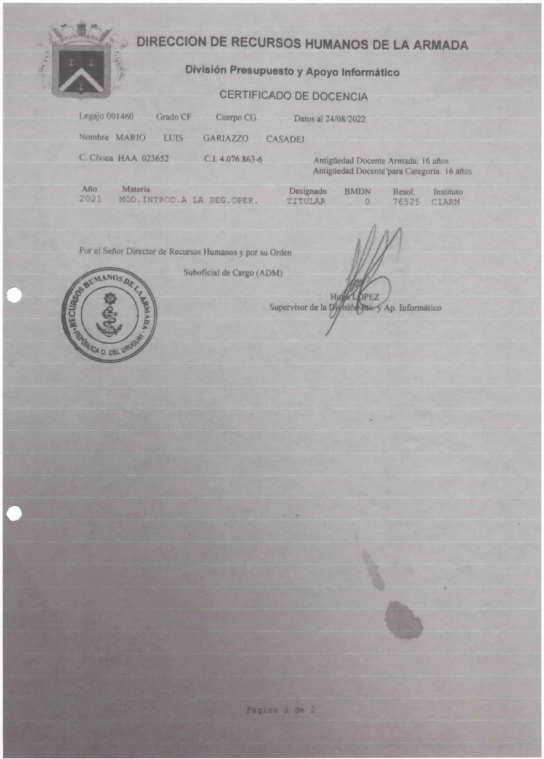 DIRECCION DE RECURSOS HUMANOS DE LA ARMADA
División Presupuesto y Apoyo Informático
CERTIFICADO DE DOCENCIA
Legajo 001460 Grado CF Cuerpo CG Datos al 24/08/2022
Nombre MARIO LUIS GARIAZZO CASADEI
C. Cívica HAA 023652 C.I. 4.076.863-6 Antigüedad Docente Armada: 16 años
Antigüedad Docente para Categoría: 16 años
Año Materia Designado BMDN Resol. Instituto
2021 MOD.INTROD.A LA SEG.OPER. TITULAR 0 76525 CIARM
Por el Señor Director de Recursos Humanos y por su Orden
Suboficial de Cargo (ADM)
Hugo LÓPEZ
Supervisor de la División Pto. y Ap. Informático
RECURSOS HUMANOS DE LA ARMADA
REPÚBLICA O. DEL URUGUAY
Página 2 de 2